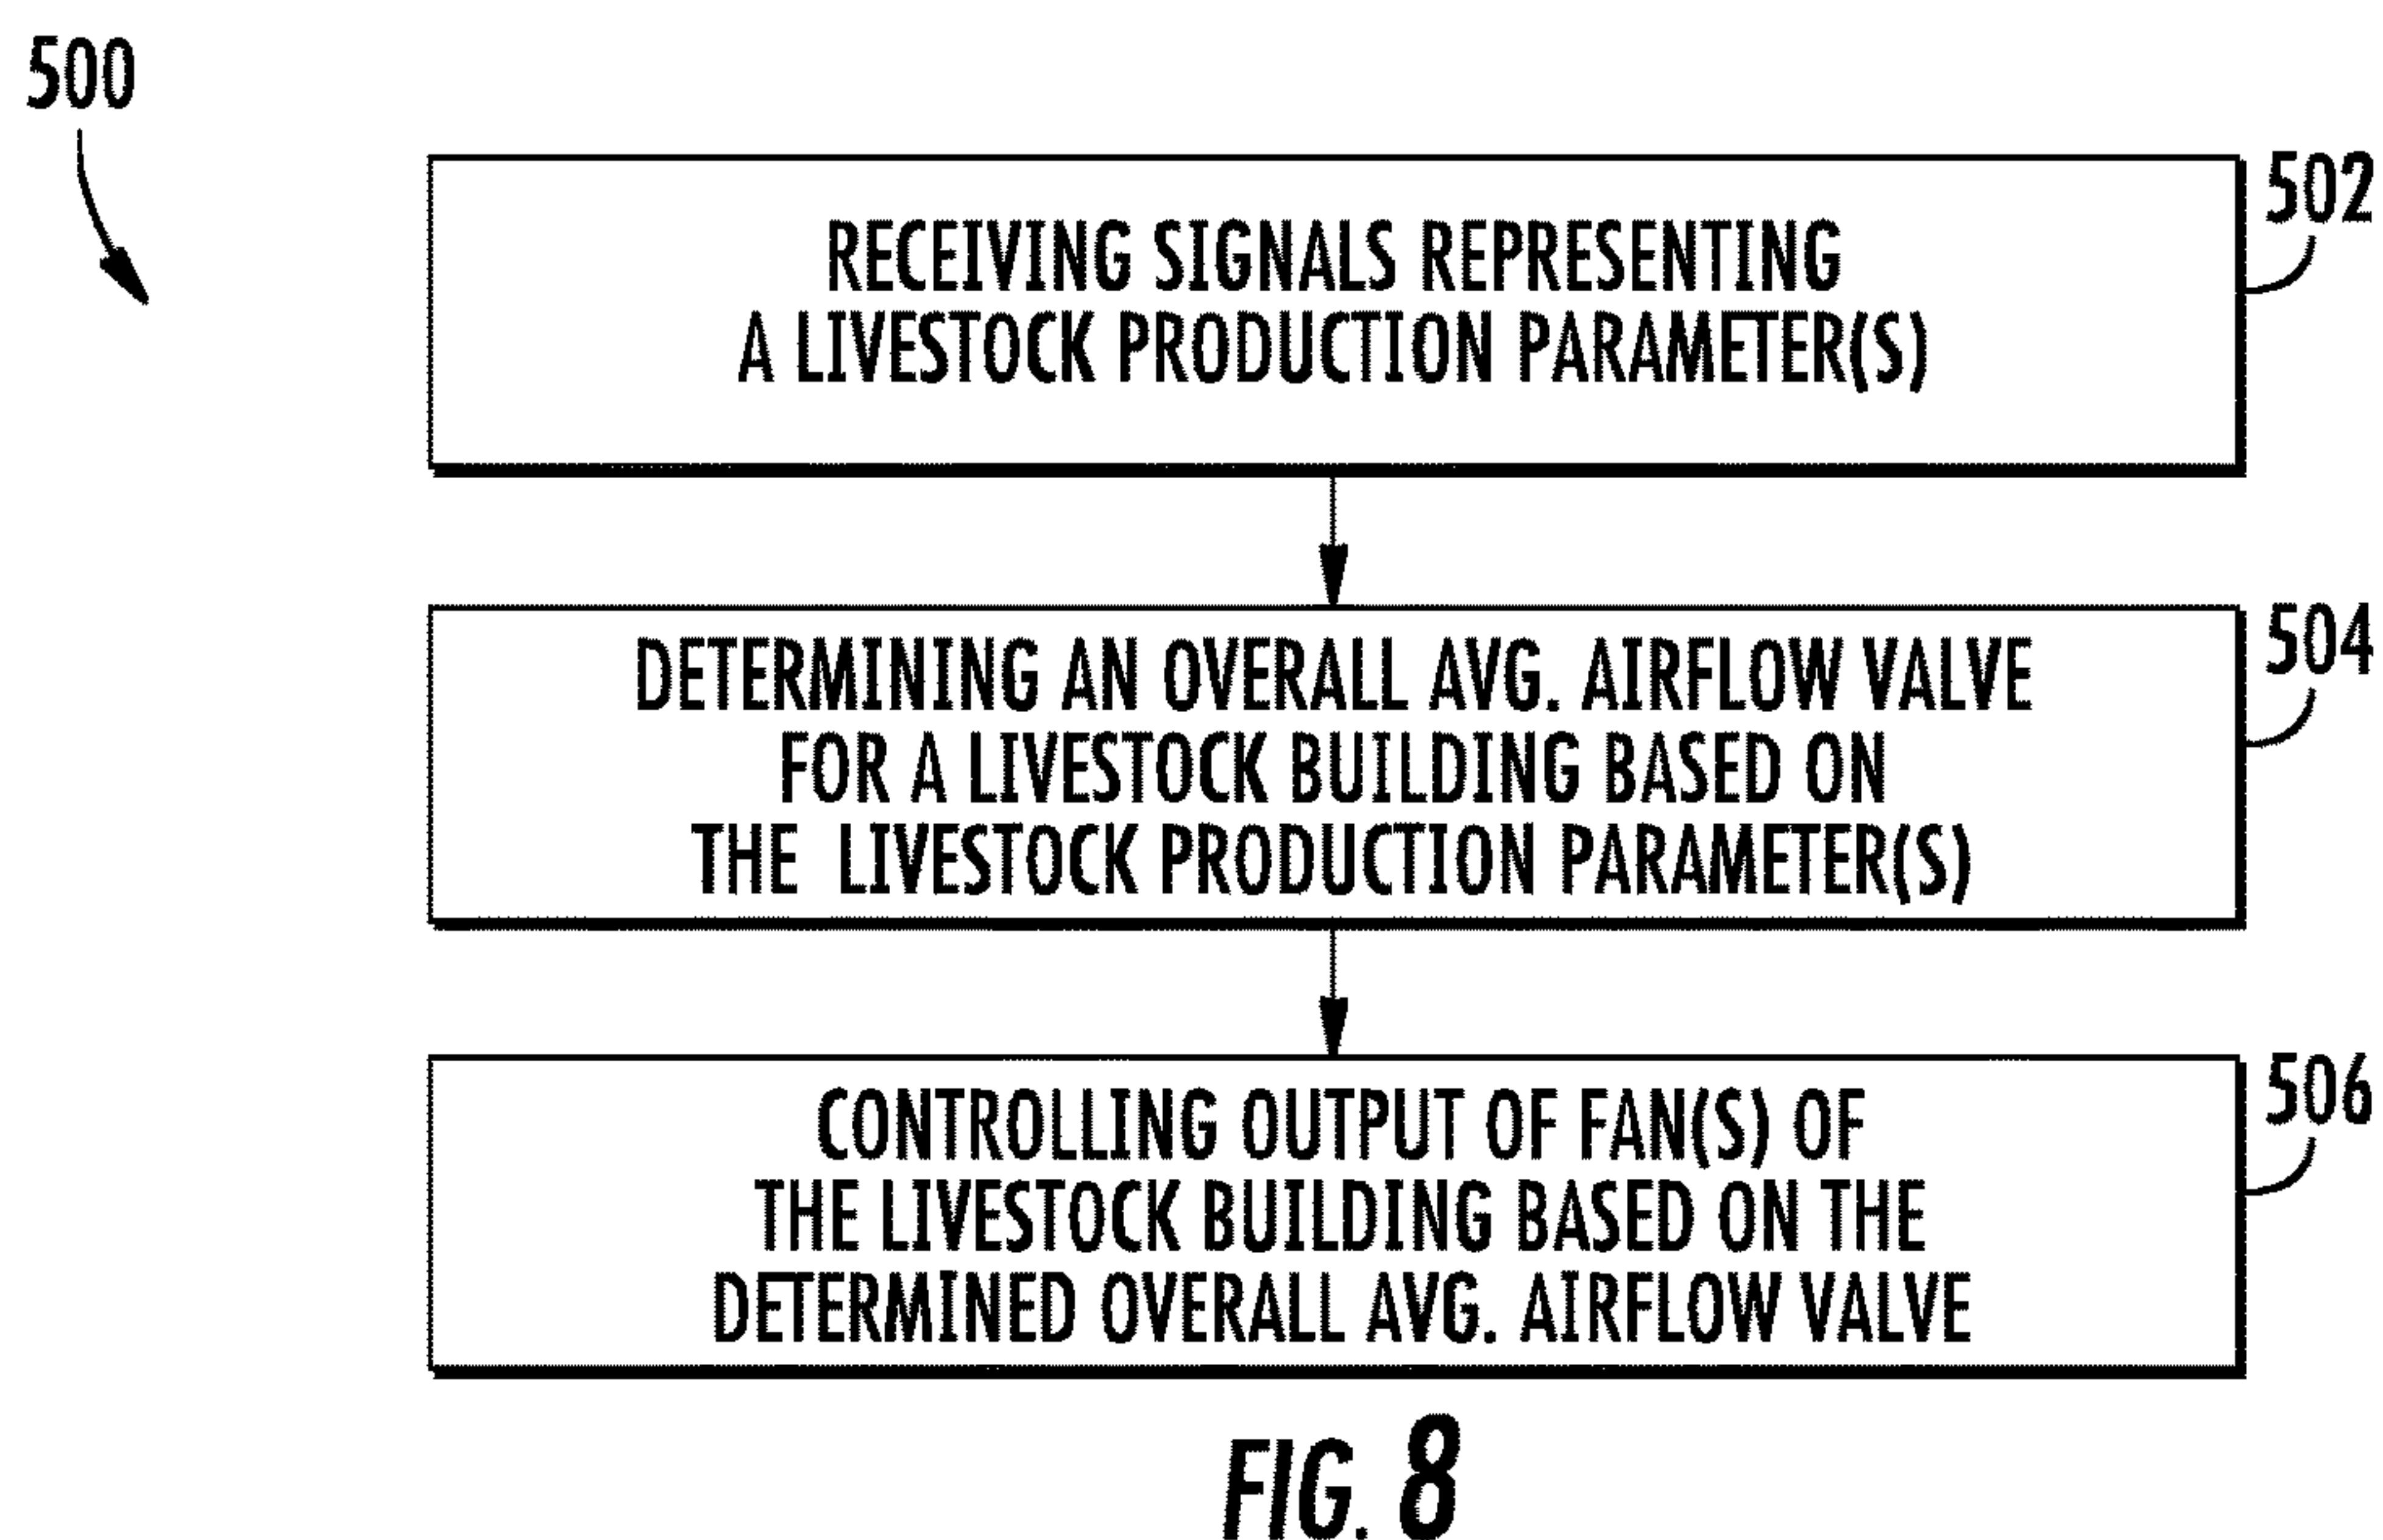 500
502
RECEIVING SIGNALS REPRESENTING
A LIVESTOCK PRODUCTION PARAMETER(S)
504
DETERMINING AN OVERALL AVG. AIRFLOW VALVE
FOR A LIVESTOCK BUILDING BASED ON
THE LIVESTOCK PRODUCTION PARAMETER(S)
506
CONTROLLING OUTPUT OF FAN(S) OF
THE LIVESTOCK BUILDING BASED ON THE
DETERMINED OVERALL AVG. AIRFLOW VALVE
FIG. 8